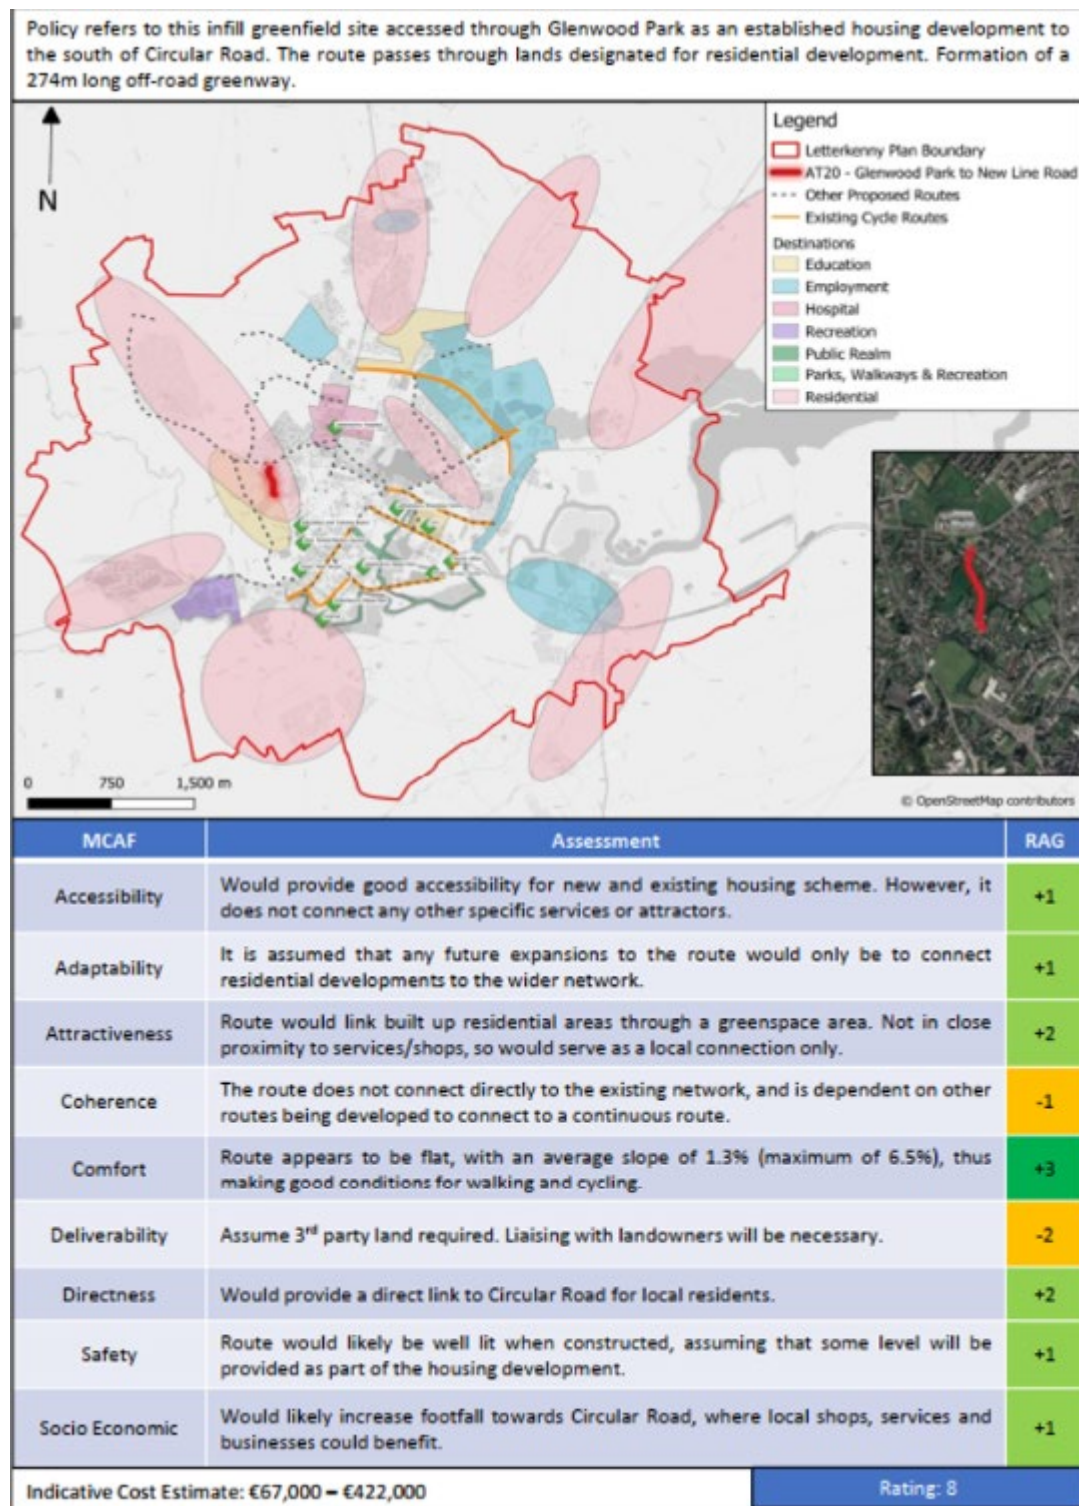 Policy refers to this infill greenfield site accessed through Glenwood Park as an established housing development to
the south of Circular Road. The route passes through lands designated for residential development. Formation of a
274m long off-road greenway.
Legend
Letterkenny Plan Boundary
AT20 - Glenwood Park to New Line Road
Other Proposed Routes
Existing Cycle Routes
Destinations
Education
Employment
Hospital
Recreation
Public Realm
Parks, Walkways & Recreation
Residential
N
0 750 1,500 m
© OpenStreetMap contributors
MCAF Assessment RAG
Accessibility
Would provide good accessibility for new and existing housing scheme. However, it
does not connect any other specific services or attractors.
+1
Adaptability
It is assumed that any future expansions to the route would only be to connect
residential developments to the wider network.
+1
Attractiveness
Route would link built up residential areas through a greenspace area. Not in close
proximity to services/shops, so would serve as a local connection only.
+2
Coherence
The route does not connect directly to the existing network, and is dependent on other
routes being developed to connect to a continuous route.
-1
Comfort
Route appears to be flat, with an average slope of 1.3% (maximum of 6.5%), thus
making good conditions for walking and cycling.
+3
Deliverability
Assume 3rd party land required. Liaising with landowners will be necessary.
-2
Directness
Would provide a direct link to Circular Road for local residents.
+2
Safety
Route would likely be well lit when constructed, assuming that some level will be
provided as part of the housing development.
+1
Socio Economic
Would likely increase footfall towards Circular Road, where local shops, services and
businesses could benefit.
+1
Indicative Cost Estimate: €67,000 – €422,000
Rating: 8